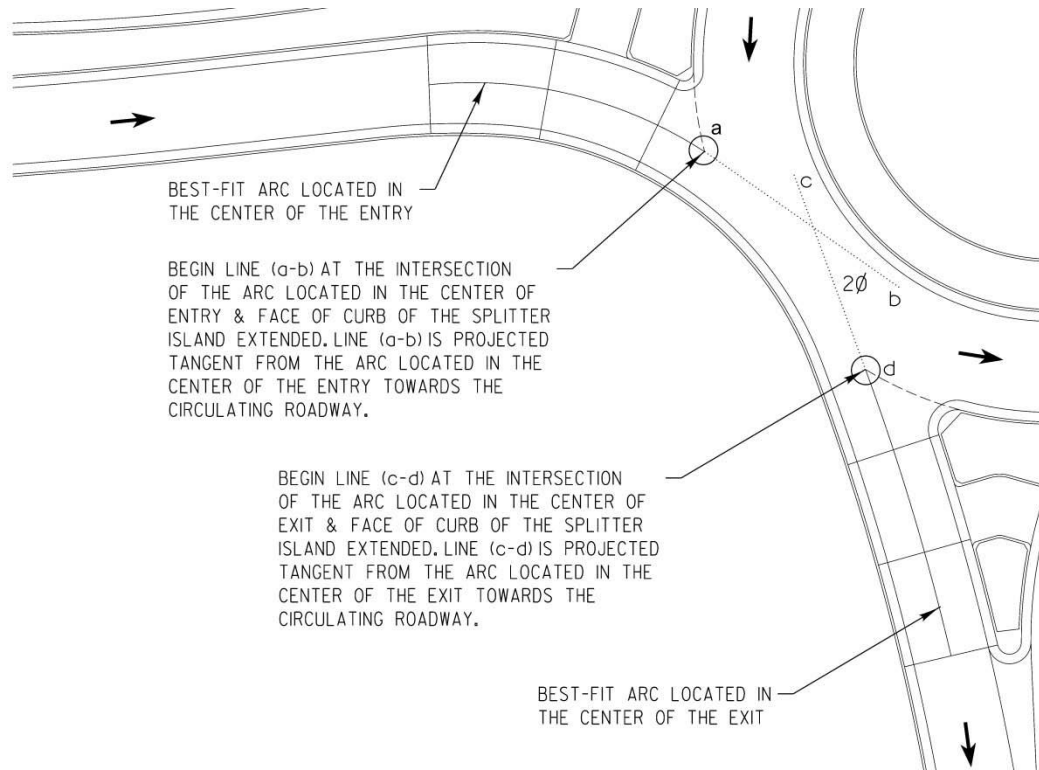 a
c
BEST-FIT ARC LOCATED IN
THE CENTER OF THE ENTRY
BEGIN LINE (a-b) AT THE INTERSECTION
OF THE ARC LOCATED IN THE CENTER OF
ENTRY & FACE OF CURB OF THE SPLITTER
ISLAND EXTENDED. LINE (a-b) IS PROJECTED
TANGENT FROM THE ARC LOCATED IN THE
CENTER OF THE ENTRY TOWARDS THE
CIRCULATING ROADWAY.
2Ø
b
d
BEGIN LINE (c-d) AT THE INTERSECTION
OF THE ARC LOCATED IN THE CENTER OF
EXIT & FACE OF CURB OF THE SPLITTER
ISLAND EXTENDED. LINE (c-d) IS PROJECTED
TANGENT FROM THE ARC LOCATED IN THE
CENTER OF THE EXIT TOWARDS THE
CIRCULATING ROADWAY.
BEST-FIT ARC LOCATED IN
THE CENTER OF THE EXIT